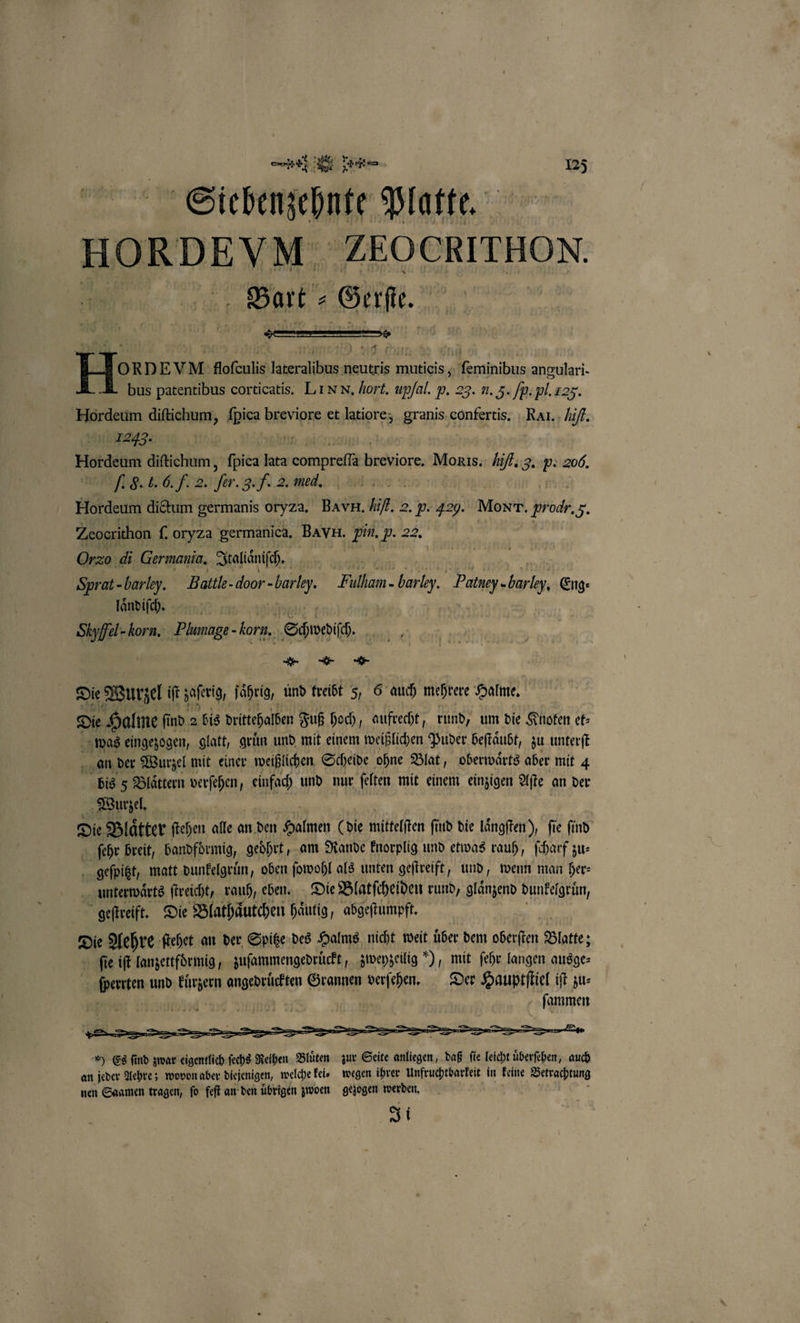 125
Siebenzehnte Platte.
HORDEVM ZEOCRITHON.
Bart - Gerste.
HORDEVM flosculis lateralibus neutris muticis, femininibus angulari-
bus patentibus corticatis. LINN. hort. upsal. p. 23. n. 5. sp. pl. 125.
Hordeum distichum, spica breviore et latiore, granis confertis. RAI. hist.
1243.
Hordeum distichum, spica lata compressa breviore. MORIS. hist. 3. p. 206.
s. 8. t. 6. f. 2. ser. 3. f. 2. med.
Hordeum dictum germanis oryza. BAVH. hist. 2. p. 429. MONT. prodr. 5.
Zeocrithon s. oryza germanica. BAVH. pin. p. 22.
Orzo di Germania. Italiänisch.
Sprat-barley. Battle-door-barley. Fulham-barley. Patney-barley. Eng-
ländisch.
Skyffel-korn. Plumage-korn. Schwedisch.
Die Wurzel ist zaserig, fährig, und treibt 5, 6 auch mehrere Halme.
Die Halme sind 2 bis drittehalben Fuß hoch, aufrecht, rund, um die Knoten et-
was eingezogen, glatt, grün und mit einem weißlichen Puder bestäubt, zu unterst
an der Wurzel mit einer weißlichen Scheide ohne Blat, oberwärts aber mit 4
bis 5 Blättern versehen, einfach und nur selten mit einem einzigen Aste an der
Wurzel.
Die Blätter stehen alle an den Halmen (die mittelsten sind die längsten), sie sind
sehr breit, bandförmig, geöhrt, am Rande knorplig und etwas rauh, scharf zu-
gespitzt, matt dunkelgrün, oben sowohl als unten gestreift, und, wenn man her-
unterwärts streicht, rauh, eben. Die Blatscheiden rund, glänzend dunkelgrün,
gestreift. Die Blathäutchen häutig, abgestumpft.
Die Aehre stehet an der Spitze des Halms nicht weit über dem obersten Blatte;
sie ist lanzettförmig, zusammengedrückt, zweyzeilig *), mit sehr langen ausge-
sperrten und kürzern angedrückten Grannen versehen. Der Hauptstiel ist zu-
sammen
*) Es sind zwar eigentlich sechs Reihen Blüten
an jeder Aehre; wovon aber diejenigen, welche kei-
nen Saamen tragen, so fest an den übrigen zwoen
zur Seite anliegen, daß sie leicht übersehen, auch
wegen ihrer Unfruchtbarkeit in keine Betrachtung
gezogen werden.
Ii